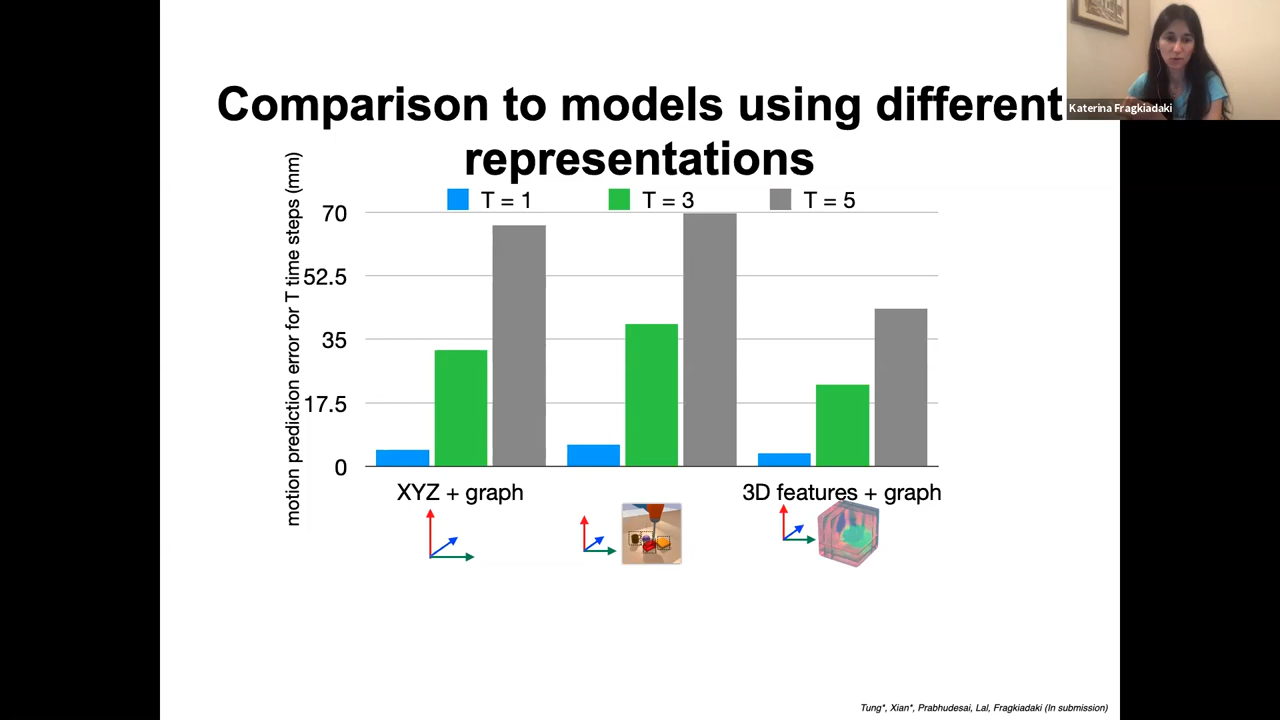 Comparison to models using different
representations
Katerina Fragkiadaki
motion prediction error for T time steps (mm)
T = 1
T = 3
T = 5
70
52.5
35
17.5
0
XYZ + graph
3D features + graph
Tung*, Xian*, Prabhudesai, Lal, Fragkiadaki (In submission)